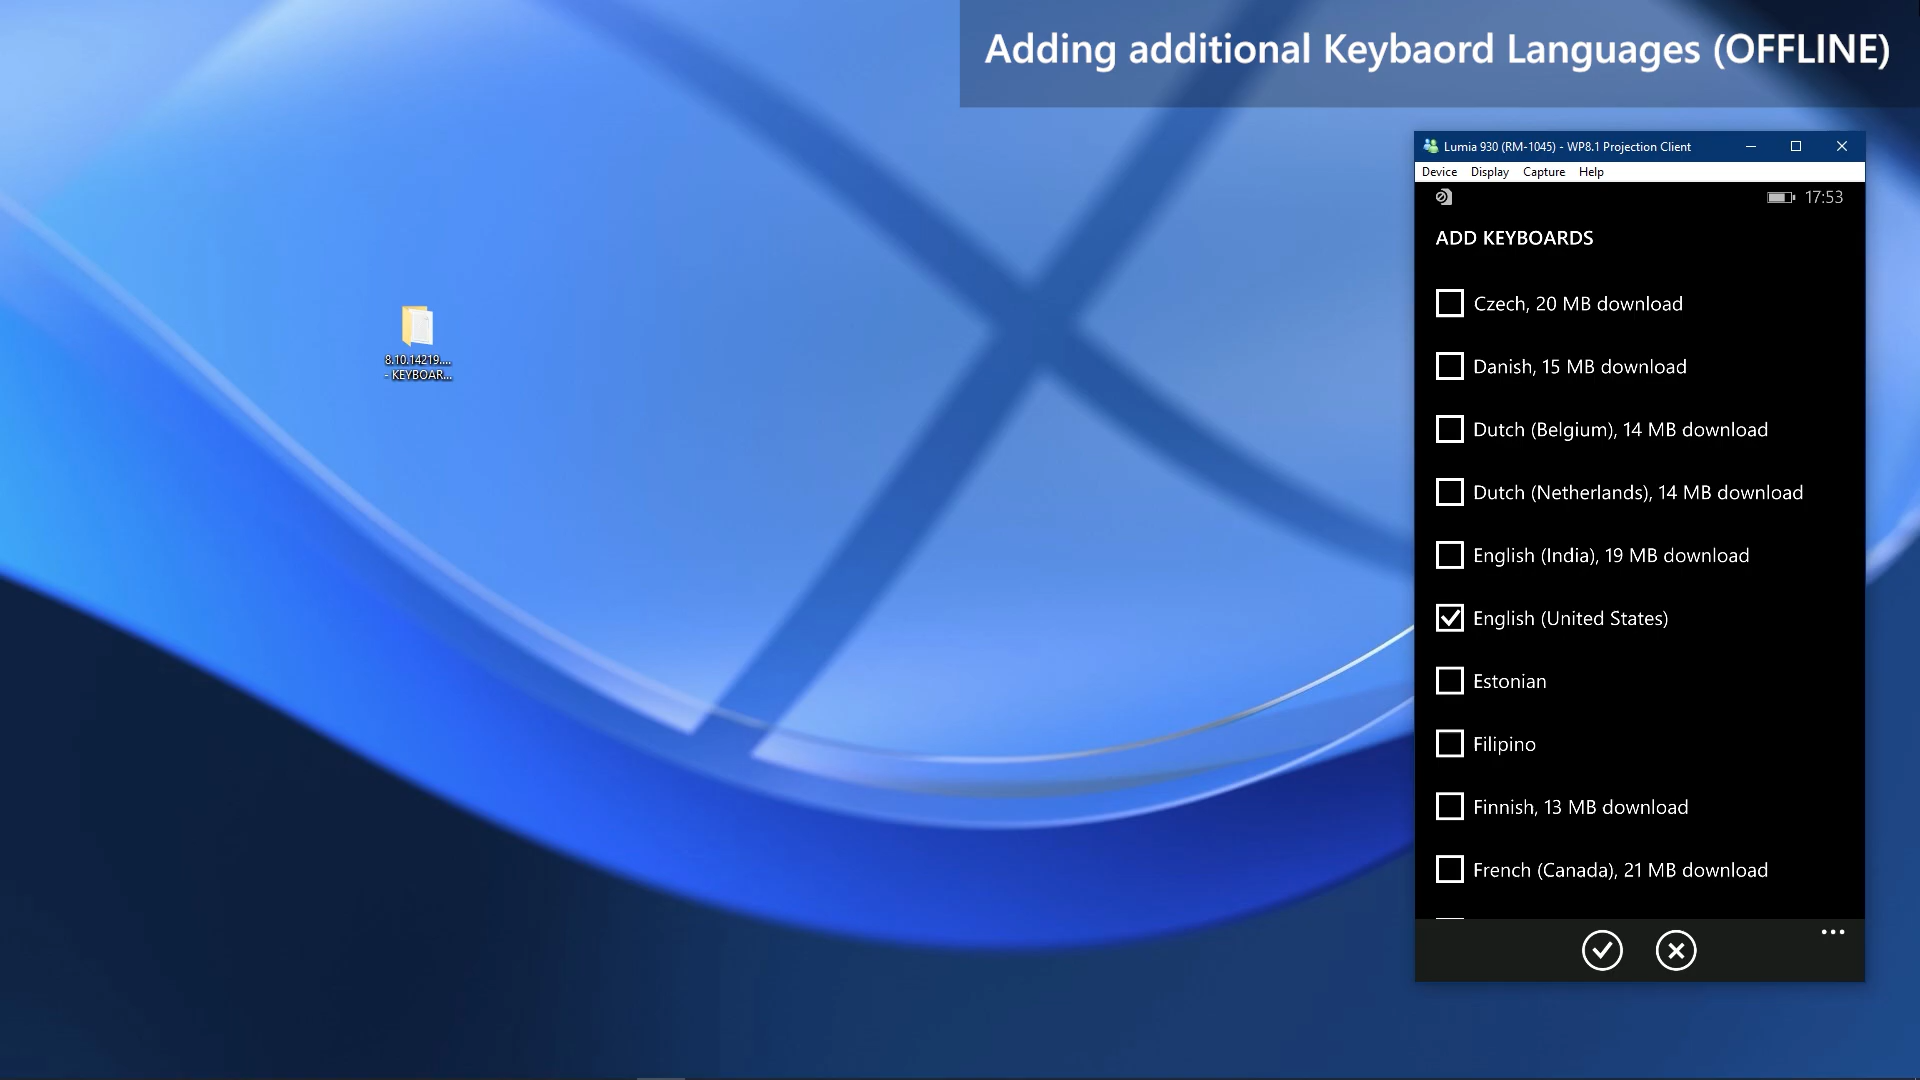 Adding additional Keybaord Languages (OFFLINE)
8.10.14219....
- KEYBOAR...
Lumia 930 (RM-1045) - WP8.1 Projection Client
Device Display Capture Help
17:53
ADD KEYBOARDS
Czech, 20 MB download
Danish, 15 MB download
Dutch (Belgium), 14 MB download
Dutch (Netherlands), 14 MB download
English (India), 19 MB download
English (United States)
Estonian
Filipino
Finnish, 13 MB download
French (Canada), 21 MB download